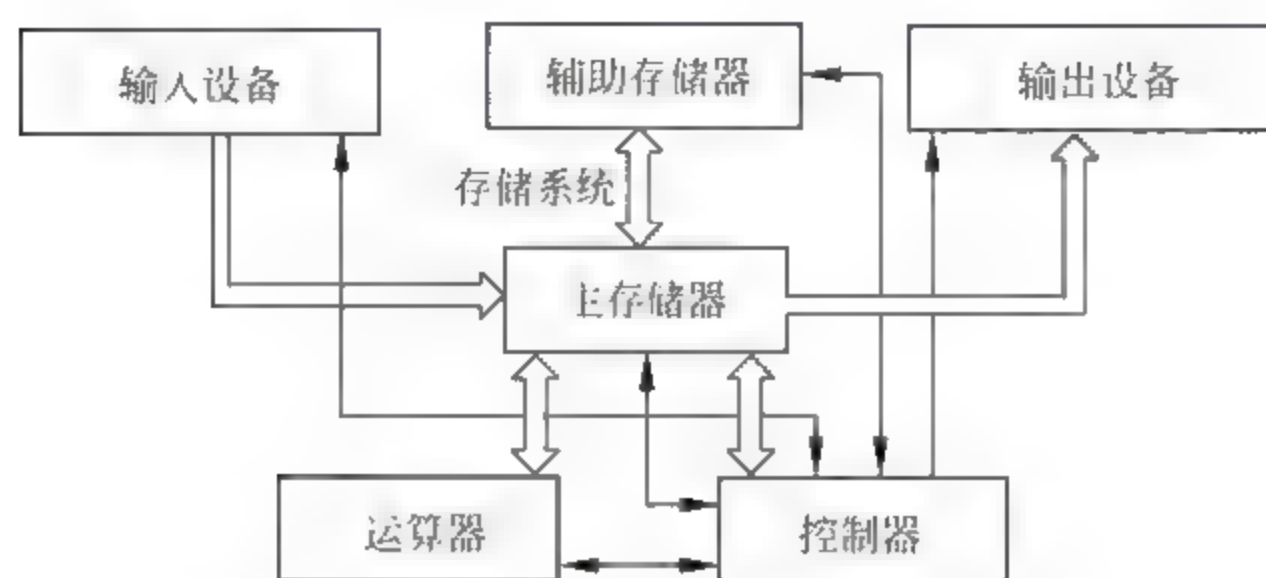 输入设备
辅助存储器
输出设备
存储系统
主存储器
运算器
控制器